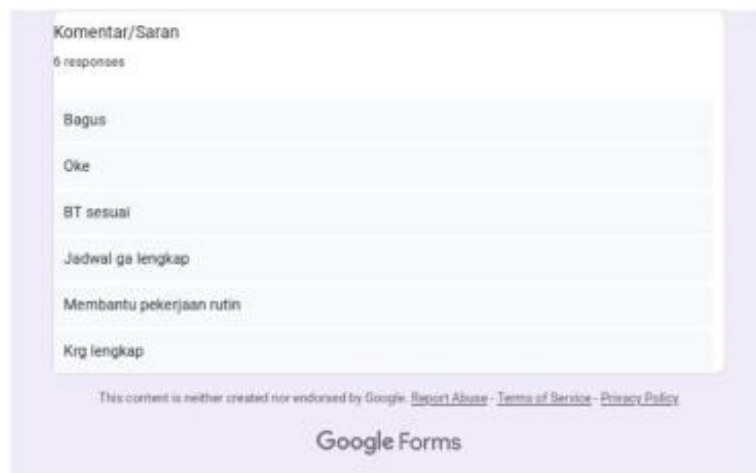 Komentar/Saran
6 responses
Bagus
Oke
BT sesuai
Jadwal ga lengkap
Membantu pekerjaan rutin
Krg lengkap
This content is neither created nor endorsed by Google. Report Abuse - Terms of Service - Privacy Policy
Google Forms